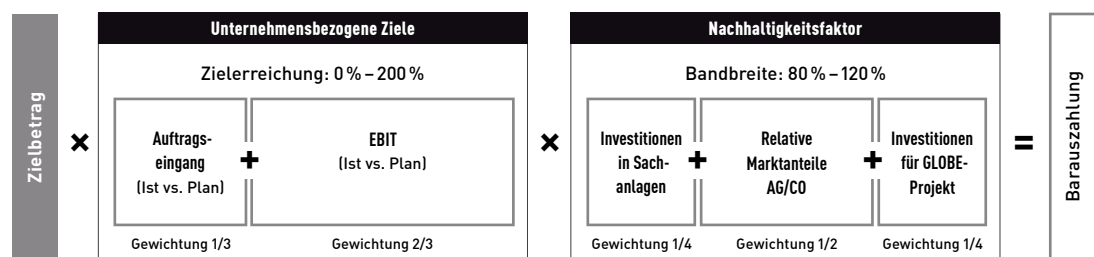 Zielbetrag
×
Unternehmensbezogene Ziele
Zielerreichung: 0 % – 200 %
Auftrags-
eingang
(Ist vs. Plan)
+
EBIT
(Ist vs. Plan)
Gewichtung 1/3
Gewichtung 2/3
×
Nachhaltigkeitsfaktor
Bandbreite: 80 % – 120 %
Investitionen
in Sach-
anlagen
+
Relative
Marktanteile
AG/CO
+
Investitionen
für GLOBE-
Projekt
Gewichtung 1/4
Gewichtung 1/2
Gewichtung 1/4
=
Barauszahlung